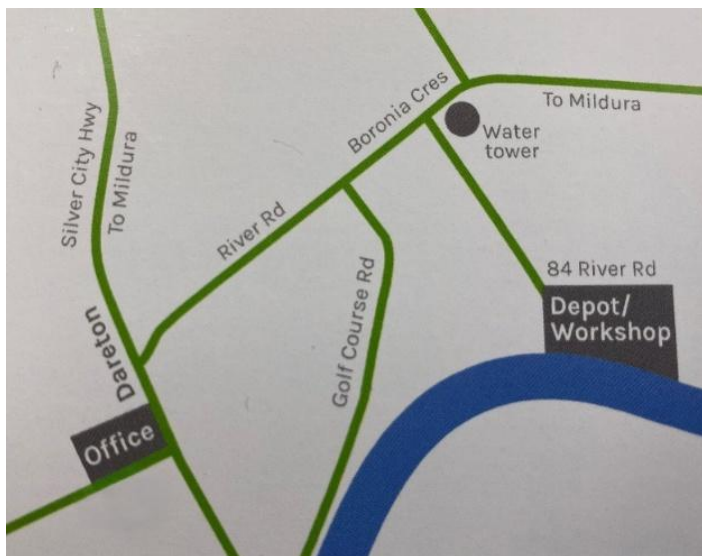 Silver City Hwy
To Mildura
Boronia Cres
To Mildura
Water
tower
River Rd
Golf Course Rd
84 River Rd
Depot/
Workshop
Dareton
Office